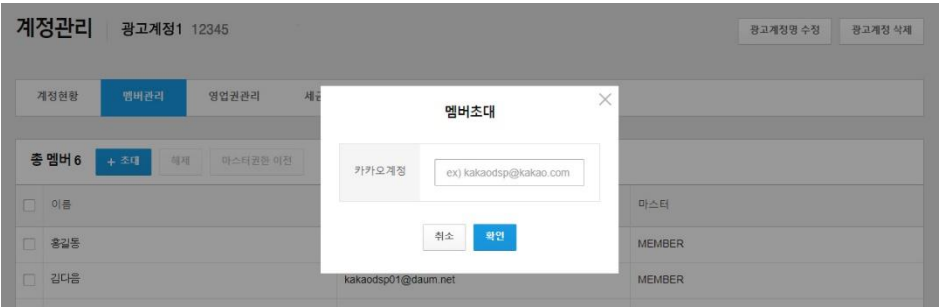 계정관리 광고계정1 12345
광고계정명 수정 광고계정 삭제
계정현황 멤버관리 영업권관리 세금
멤버초대
총 멤버 6 + 초대 해제 마스터권한 이전
카카오계정 ex) kakaodsp@kakao.com
이름 마스터
취소 확인
홍길동 MEMBER
김다음 kakaodsp01@daum.net MEMBER